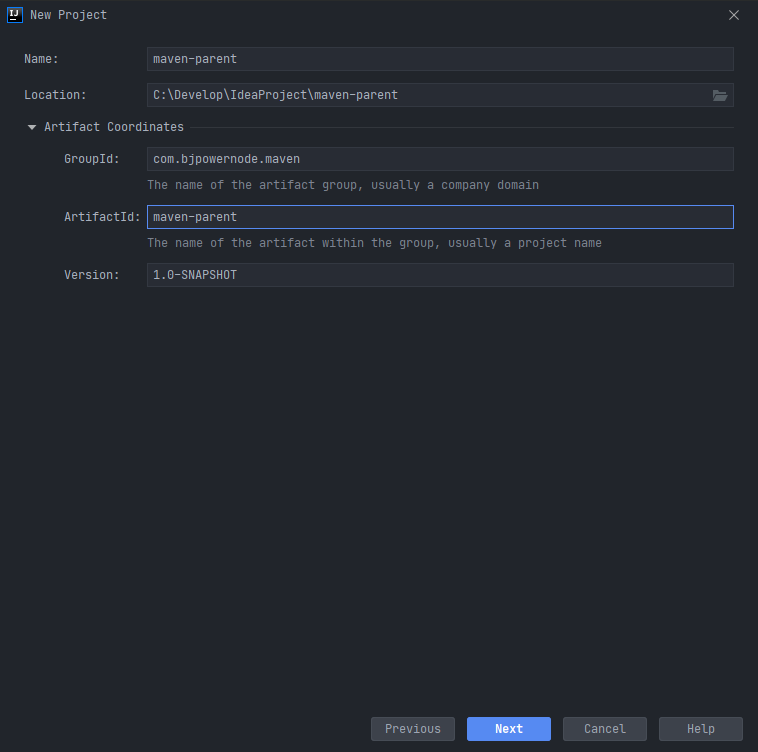 IJ New Project
Name: maven-parent
Location: C:\Develop\IdeaProject\maven-parent
Artifact Coordinates
GroupId: com.bjpowernode.maven
The name of the artifact group, usually a company domain
ArtifactId: maven-parent
The name of the artifact within the group, usually a project name
Version: 1.0-SNAPSHOT
Previous Next Cancel Help